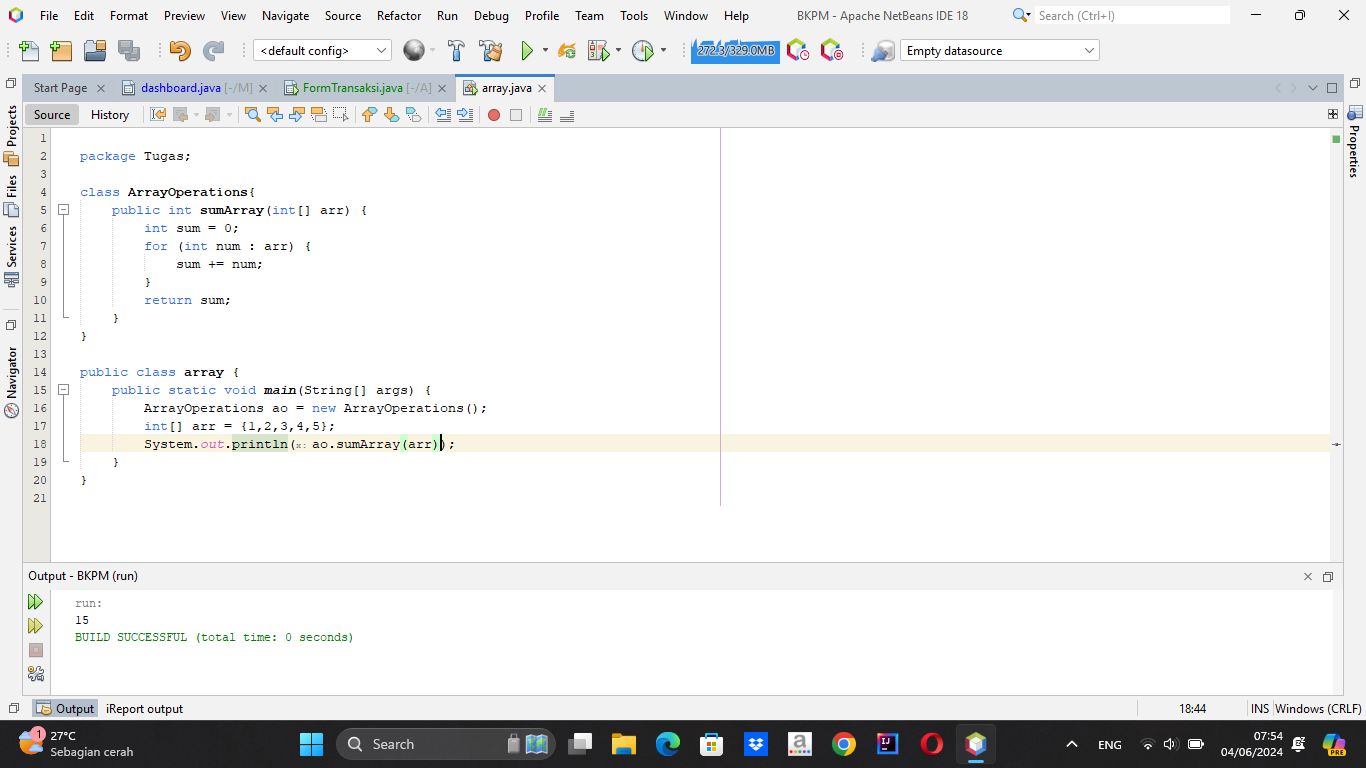 File Edit Format Preview View Navigate Source Refactor Run Debug Profile Team Tools Window Help BKPM - Apache NetBeans IDE 18 Search (Ctrl+I)
<default config> 272.3/329.0MB Empty datasource
Start Page dashboard.java [-/M] FormTransaksi.java [-/A] array.java
Source History
Projects
Files
Services
Navigator
Properties
1
2 package Tugas;
3
4 class ArrayOperations{
5 public int sumArray(int[] arr) {
6 int sum = 0;
7 for (int num : arr) {
8 sum += num;
9 }
10 return sum;
11 }
12 }
13
14 public class array {
15 public static void main(String[] args) {
16 ArrayOperations ao = new ArrayOperations();
17 int[] arr = {1,2,3,4,5};
18 System.out.println(x: ao.sumArray(arr));
19 }
20 }
21
Output - BKPM (run)
run:
15
BUILD SUCCESSFUL (total time: 0 seconds)
Output iReport output 18:44 INS Windows (CRLF)
1
27°C
Sebagian cerah
Search
a
IJ
ENG
07:54
04/06/2024
PRE